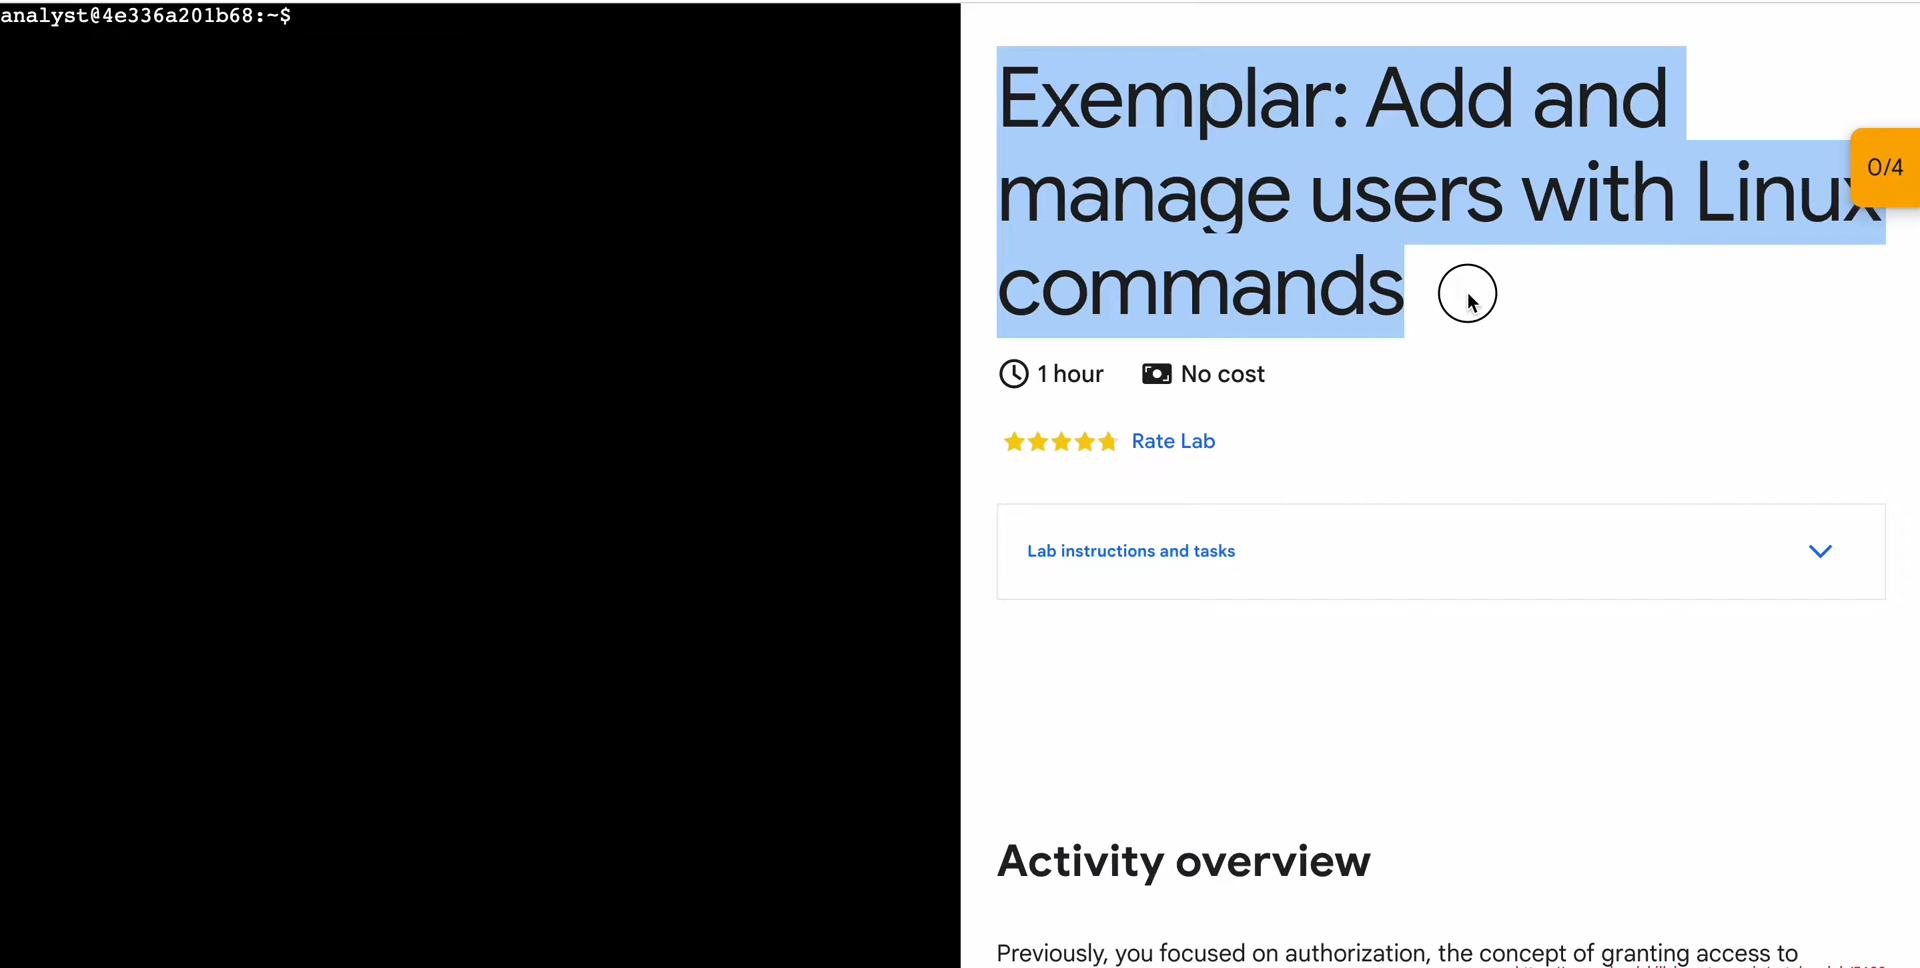 analyst@4e336a201b68:~$
Exemplar: Add and
manage users with Linux
commands
0/4
1 hour
No cost
Rate Lab
Lab instructions and tasks
Activity overview
Previously, you focused on authorization, the concept of granting access to